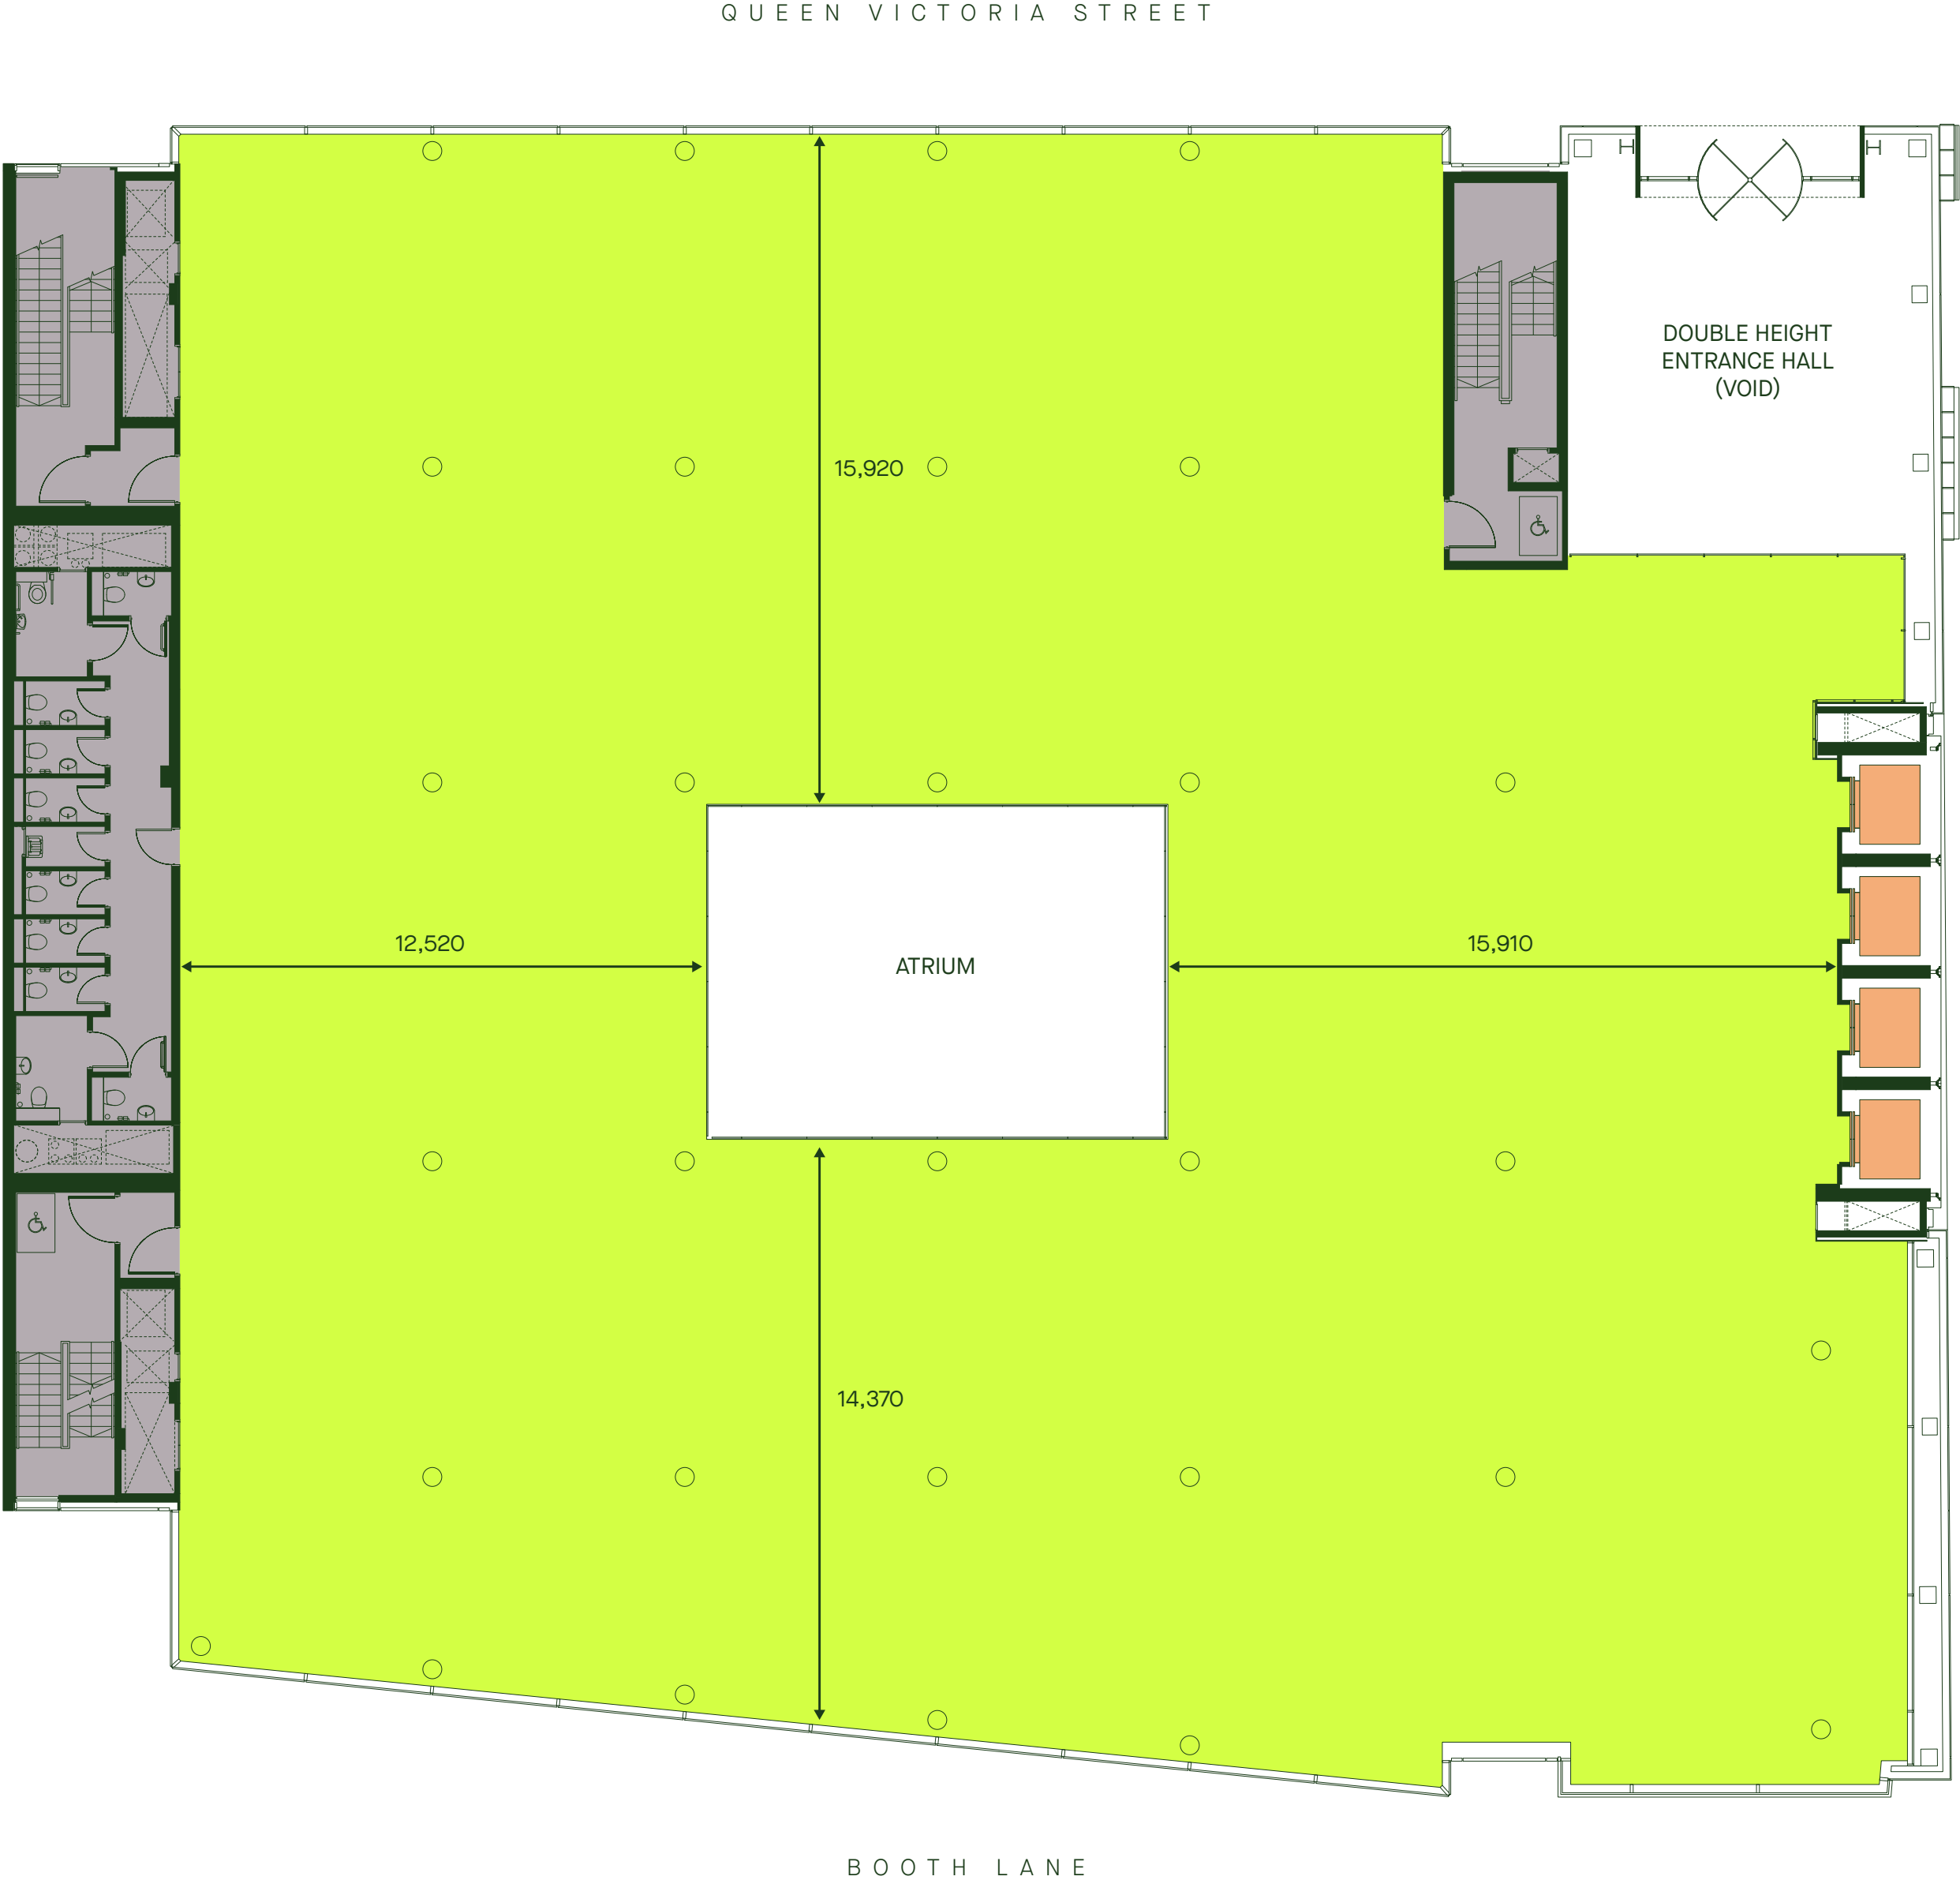 QUEEN VICTORIA STREET
DOUBLE HEIGHT
ENTRANCE HALL
(VOID)
15,920
12,520
15,910
ATRIUM
14,370
BOOTH LANE